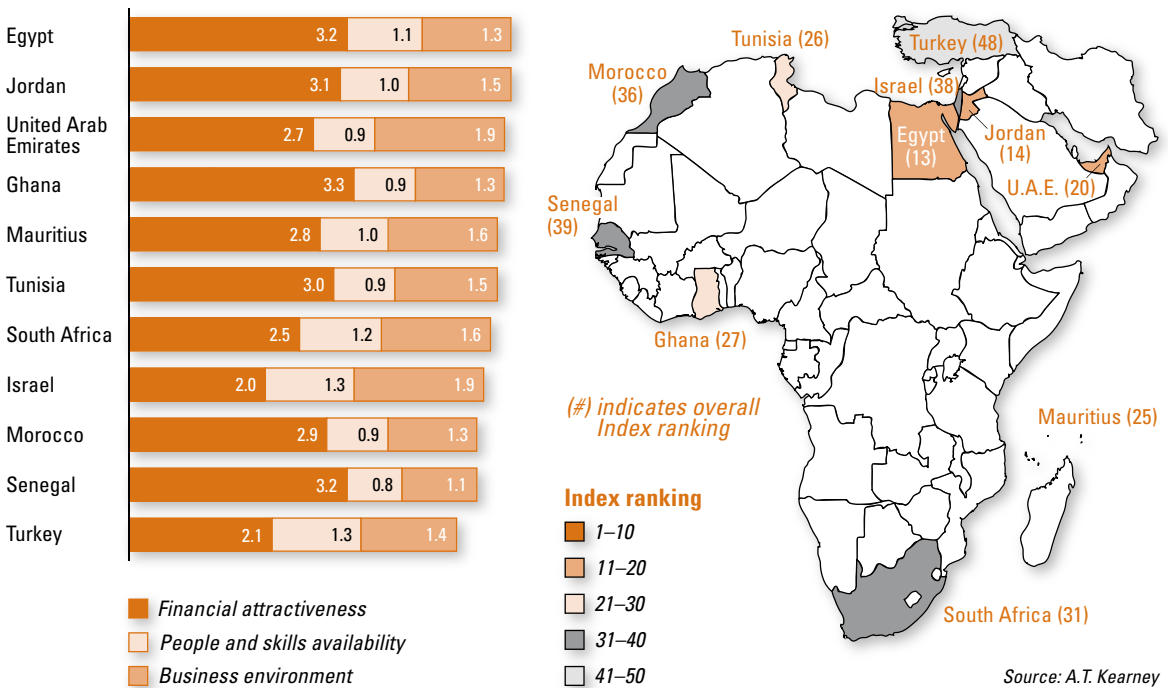 Egypt 3.2 1.1 1.3
Jordan 3.1 1.0 1.5
United Arab
Emirates 2.7 0.9 1.9
Ghana 3.3 0.9 1.3
Mauritius 2.8 1.0 1.6
Tunisia 3.0 0.9 1.5
South Africa 2.5 1.2 1.6
Israel 2.0 1.3 1.9
Morocco 2.9 0.9 1.3
Senegal 3.2 0.8 1.1
Turkey 2.1 1.3 1.4
Financial attractiveness
People and skills availability
Business environment
Tunisia (26)
Turkey (48)
Morocco
(36)
Israel (38)
Egypt
(13)
Jordan
(14)
U.A.E. (20)
Senegal
(39)
Ghana (27)
(#) indicates overall
Index ranking
Mauritius (25)
Index ranking
1–10
11–20
21–30
31–40
41–50
South Africa (31)
Source: A.T. Kearney